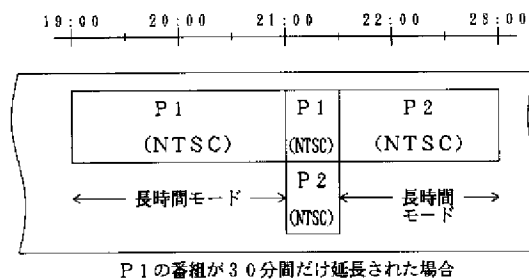 19:00 20:00 21:00 22:00 23:00
P1 P1 P2
(NTSC) (NTSC) (NTSC)
P2
長時間モード 長時間
(NTSC) モード
P1の番組が30分間だけ延長された場合